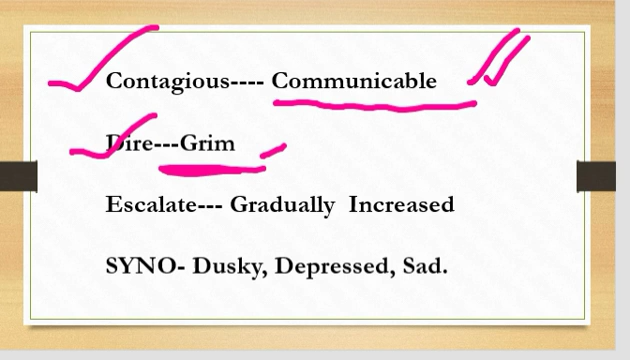 Contagious---- Communicable
Dire---Grim
Escalate--- Gradually Increased
SYNO- Dusky, Depressed, Sad.